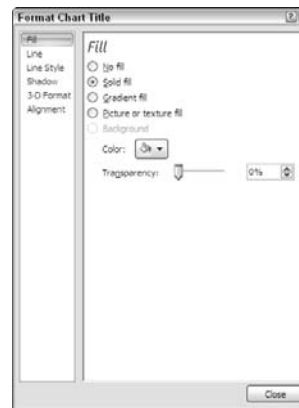 Format Chart Title
?
Fill
Line
Line Style
Shadow
3-D Format
Alignment
Fill
No fill
Solid fill
Gradient fill
Picture or texture fill
Background
Color:
Transparency:
0%
Close